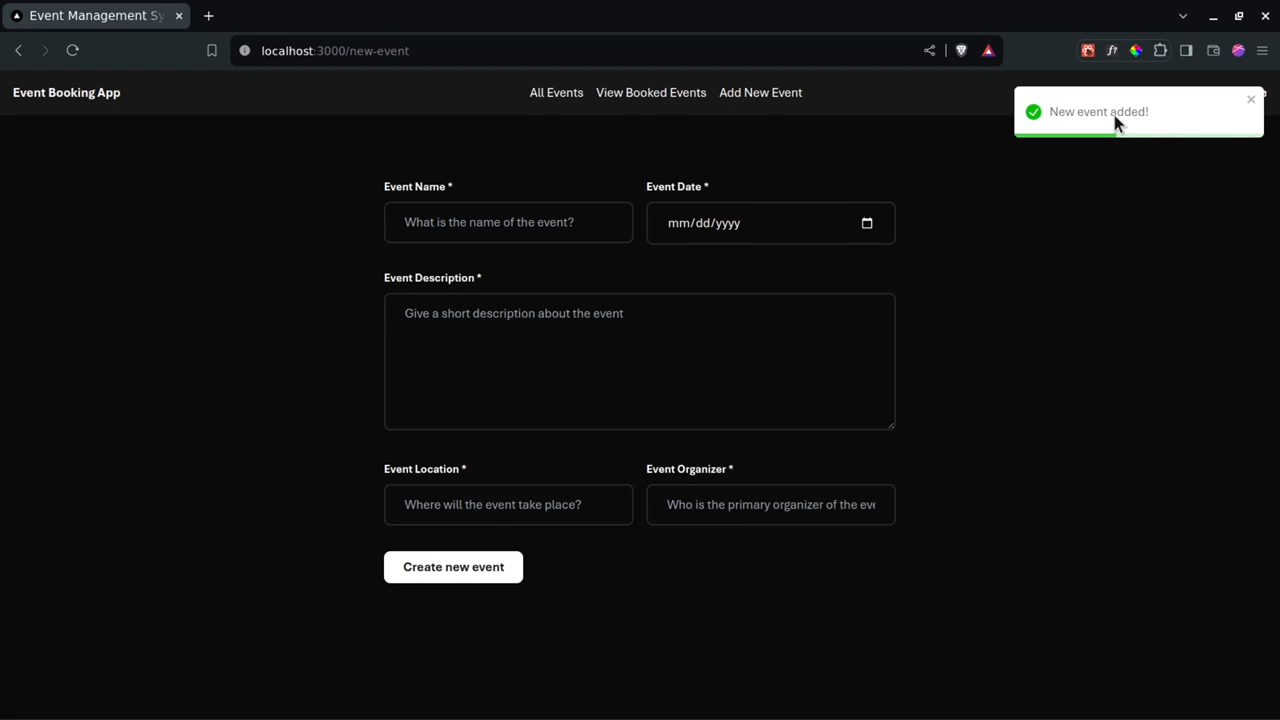 Event Management Sy
localhost:3000/new-event
Event Booking App
All Events View Booked Events Add New Event
New event added!
Event Name * Event Date *
What is the name of the event? mm/dd/yyyy
Event Description *
Give a short description about the event
Event Location * Event Organizer *
Where will the event take place? Who is the primary organizer of the eve
Create new event